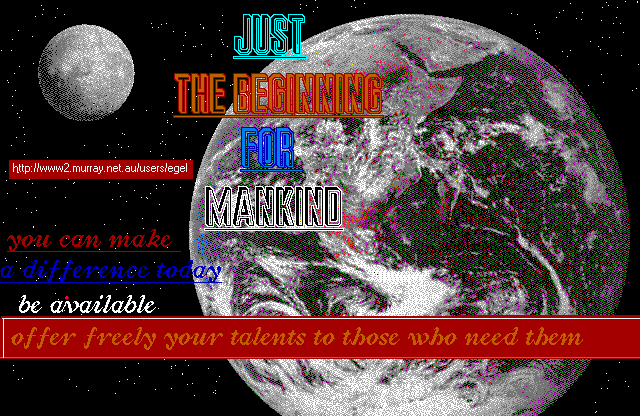 JUST
THE BEGINNING
FOR
MANKIND
http://www2.murray.net.au/users/egel
you can make
a difference today
be available
offer freely your talents to those who need them